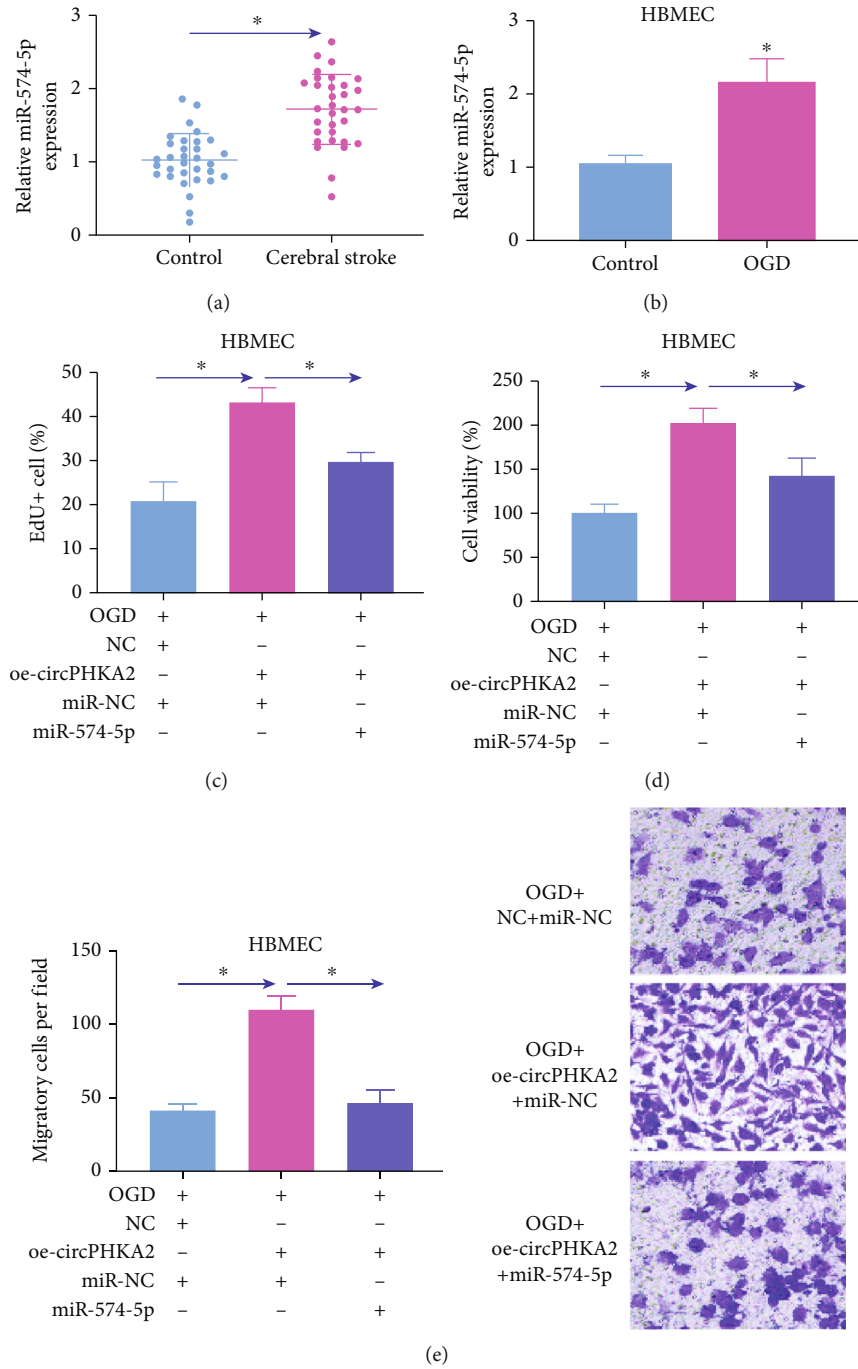 *
3
2
1
0
Relative miR-574-5p
expression
Control
Cerebral stroke
(a)
HBMEC
*
3
2
1
0
Relative miR-574-5p
expression
Control
OGD
(b)
HBMEC
* *
50
40
30
20
10
0
EdU+ cell (%)
OGD + + +
NC + – –
oe-circPHKA2 – + +
miR-NC + + –
miR-574-5p – – +
(c)
HBMEC
* *
250
200
150
100
50
0
Cell viability (%)
OGD + + +
NC + – –
oe-circPHKA2 – + +
miR-NC + + –
miR-574-5p – – +
(d)
HBMEC
* *
150
100
50
0
Migratory cells per field
OGD + + +
NC + – –
oe-circPHKA2 – + +
miR-NC + + –
miR-574-5p – – +
OGD+
NC+miR-NC
OGD+
oe-circPHKA2
+miR-NC
OGD+
oe-circPHKA2
+miR-574-5p
(e)